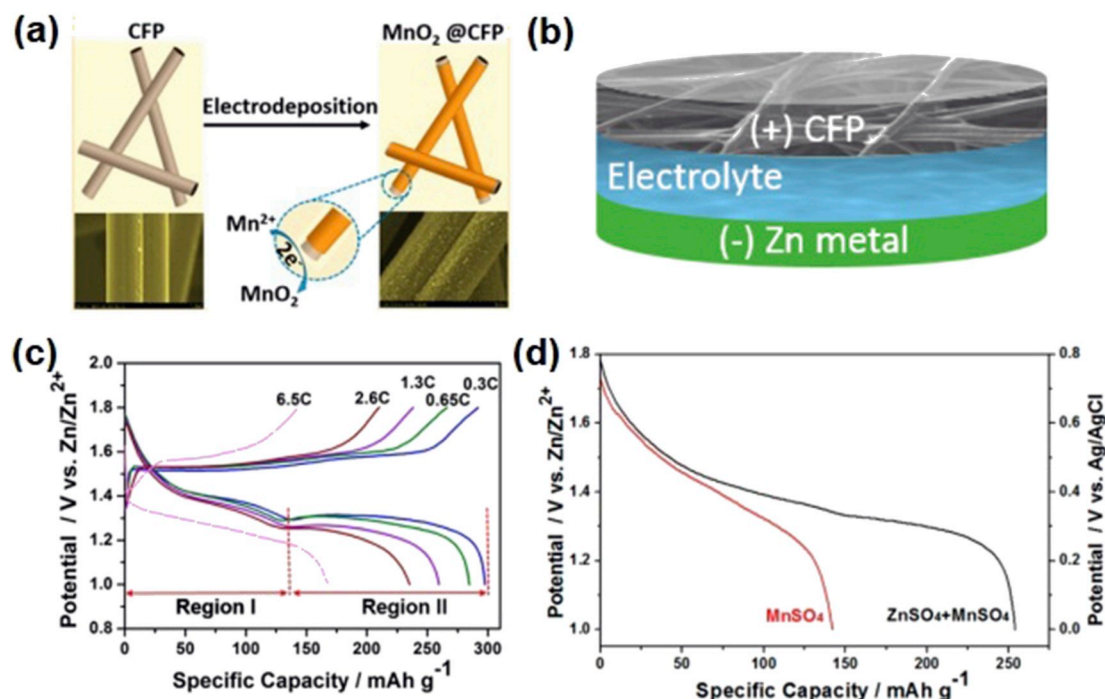 (a)
CFP
MnO₂ @CFP
Electrodeposition
Mn²⁺
2e⁻
MnO₂
(b)
(+) CFP
Electrolyte
(-) Zn metal
(c)
Potential / V vs. Zn/Zn²⁺
2.0
1.8
1.6
1.4
1.2
1.0
0.8
6.5C
2.6C
1.3C
0.65C
0.3C
Region I
Region II
0 50 100 150 200 250 300
Specific Capacity / mAh g⁻¹
(d)
Potential / V vs. Zn/Zn²⁺
1.8
1.6
1.4
1.2
1.0
MnSO₄
ZnSO₄+MnSO₄
0.8
0.6
0.4
0.2
0.0
Potential / V vs. Ag/AgCl
0 50 100 150 200 250
Specific Capacity / mAh g⁻¹